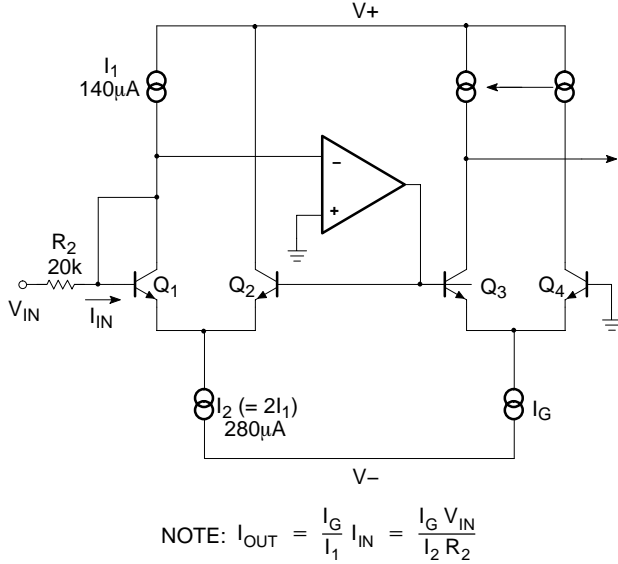 V+
I1
140μA
−
+
R2
20k
VIN
IIN
Q1
Q2
Q3
Q4
I2 (= 2I1)
280μA
IG
V−
NOTE: IOUT = IG/I1 IIN = IG VIN/I2 R2